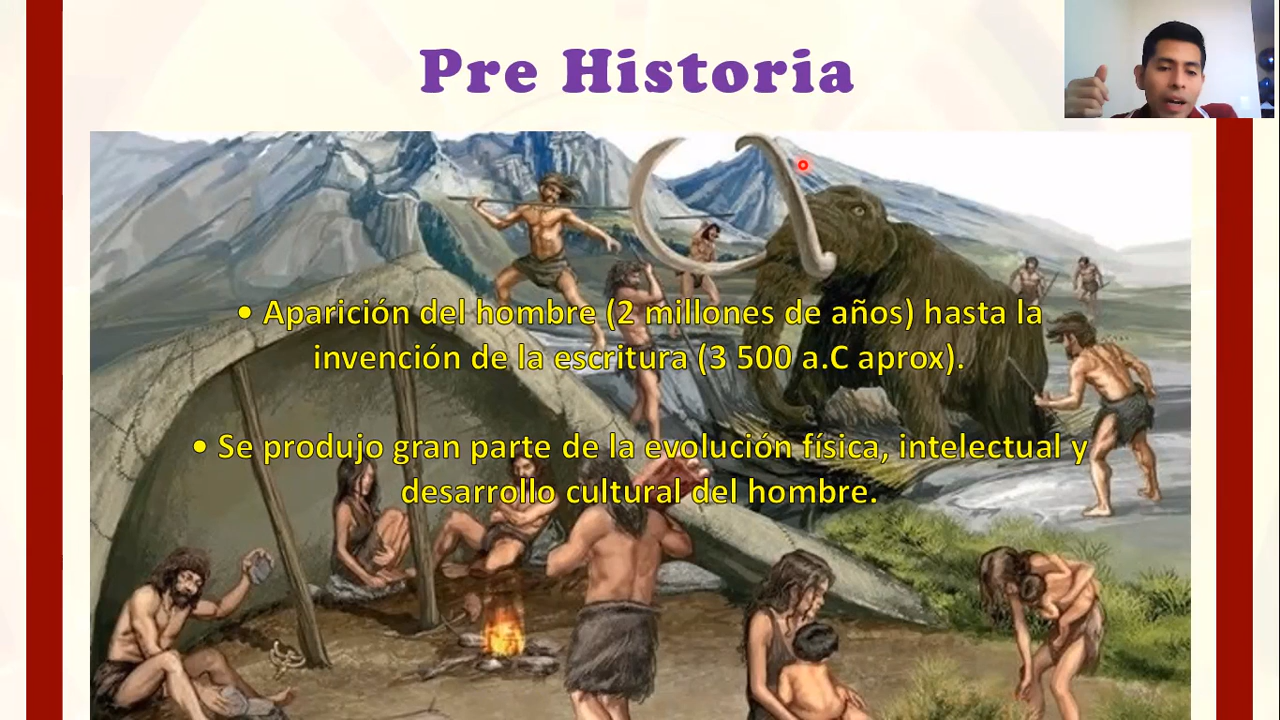 Pre Historia
• Aparición del hombre (2 millones de años) hasta la
invención de la escritura (3 500 a.C aprox).
• Se produjo gran parte de la evolución física, intelectual y
desarrollo cultural del hombre.